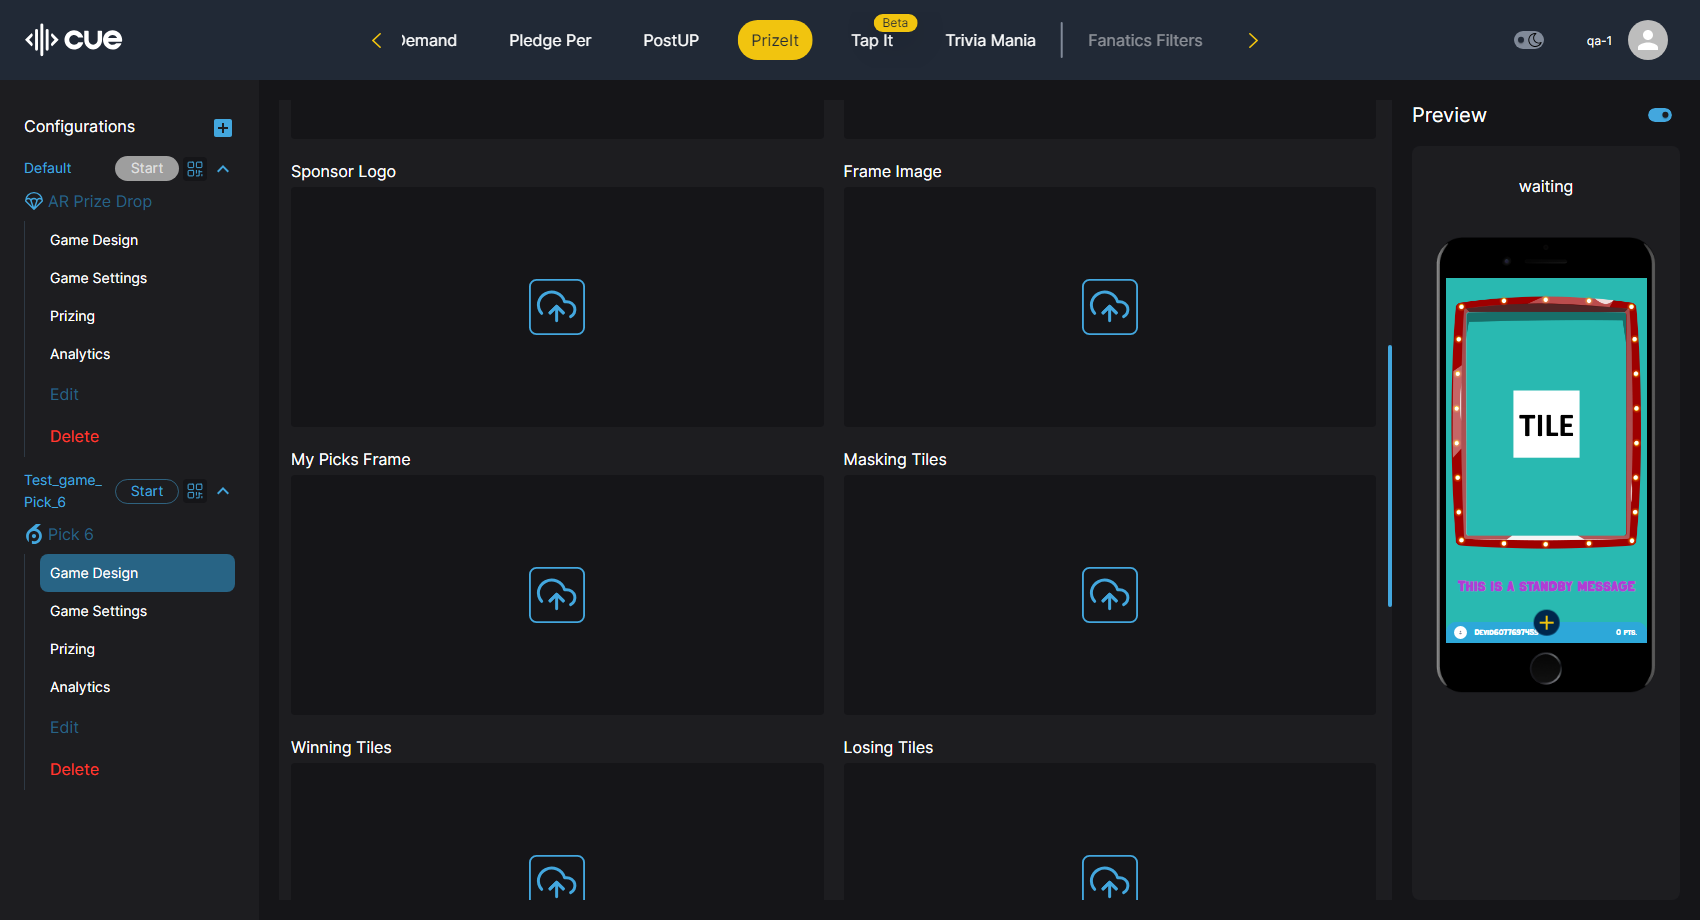 cue
Demand
Pledge Per
PostUP
PrizeIt
Beta
Tap It
Trivia Mania
Fanatics Filters
qa-1
Configurations
Default
Start
AR Prize Drop
Game Design
Game Settings
Prizing
Analytics
Edit
Delete
Test_game_
Pick_6
Start
Pick 6
Game Design
Game Settings
Prizing
Analytics
Edit
Delete
Sponsor Logo
Frame Image
My Picks Frame
Masking Tiles
Winning Tiles
Losing Tiles
Preview
waiting
TILE
THIS IS A STANDBY MESSAGE
0 PTS.